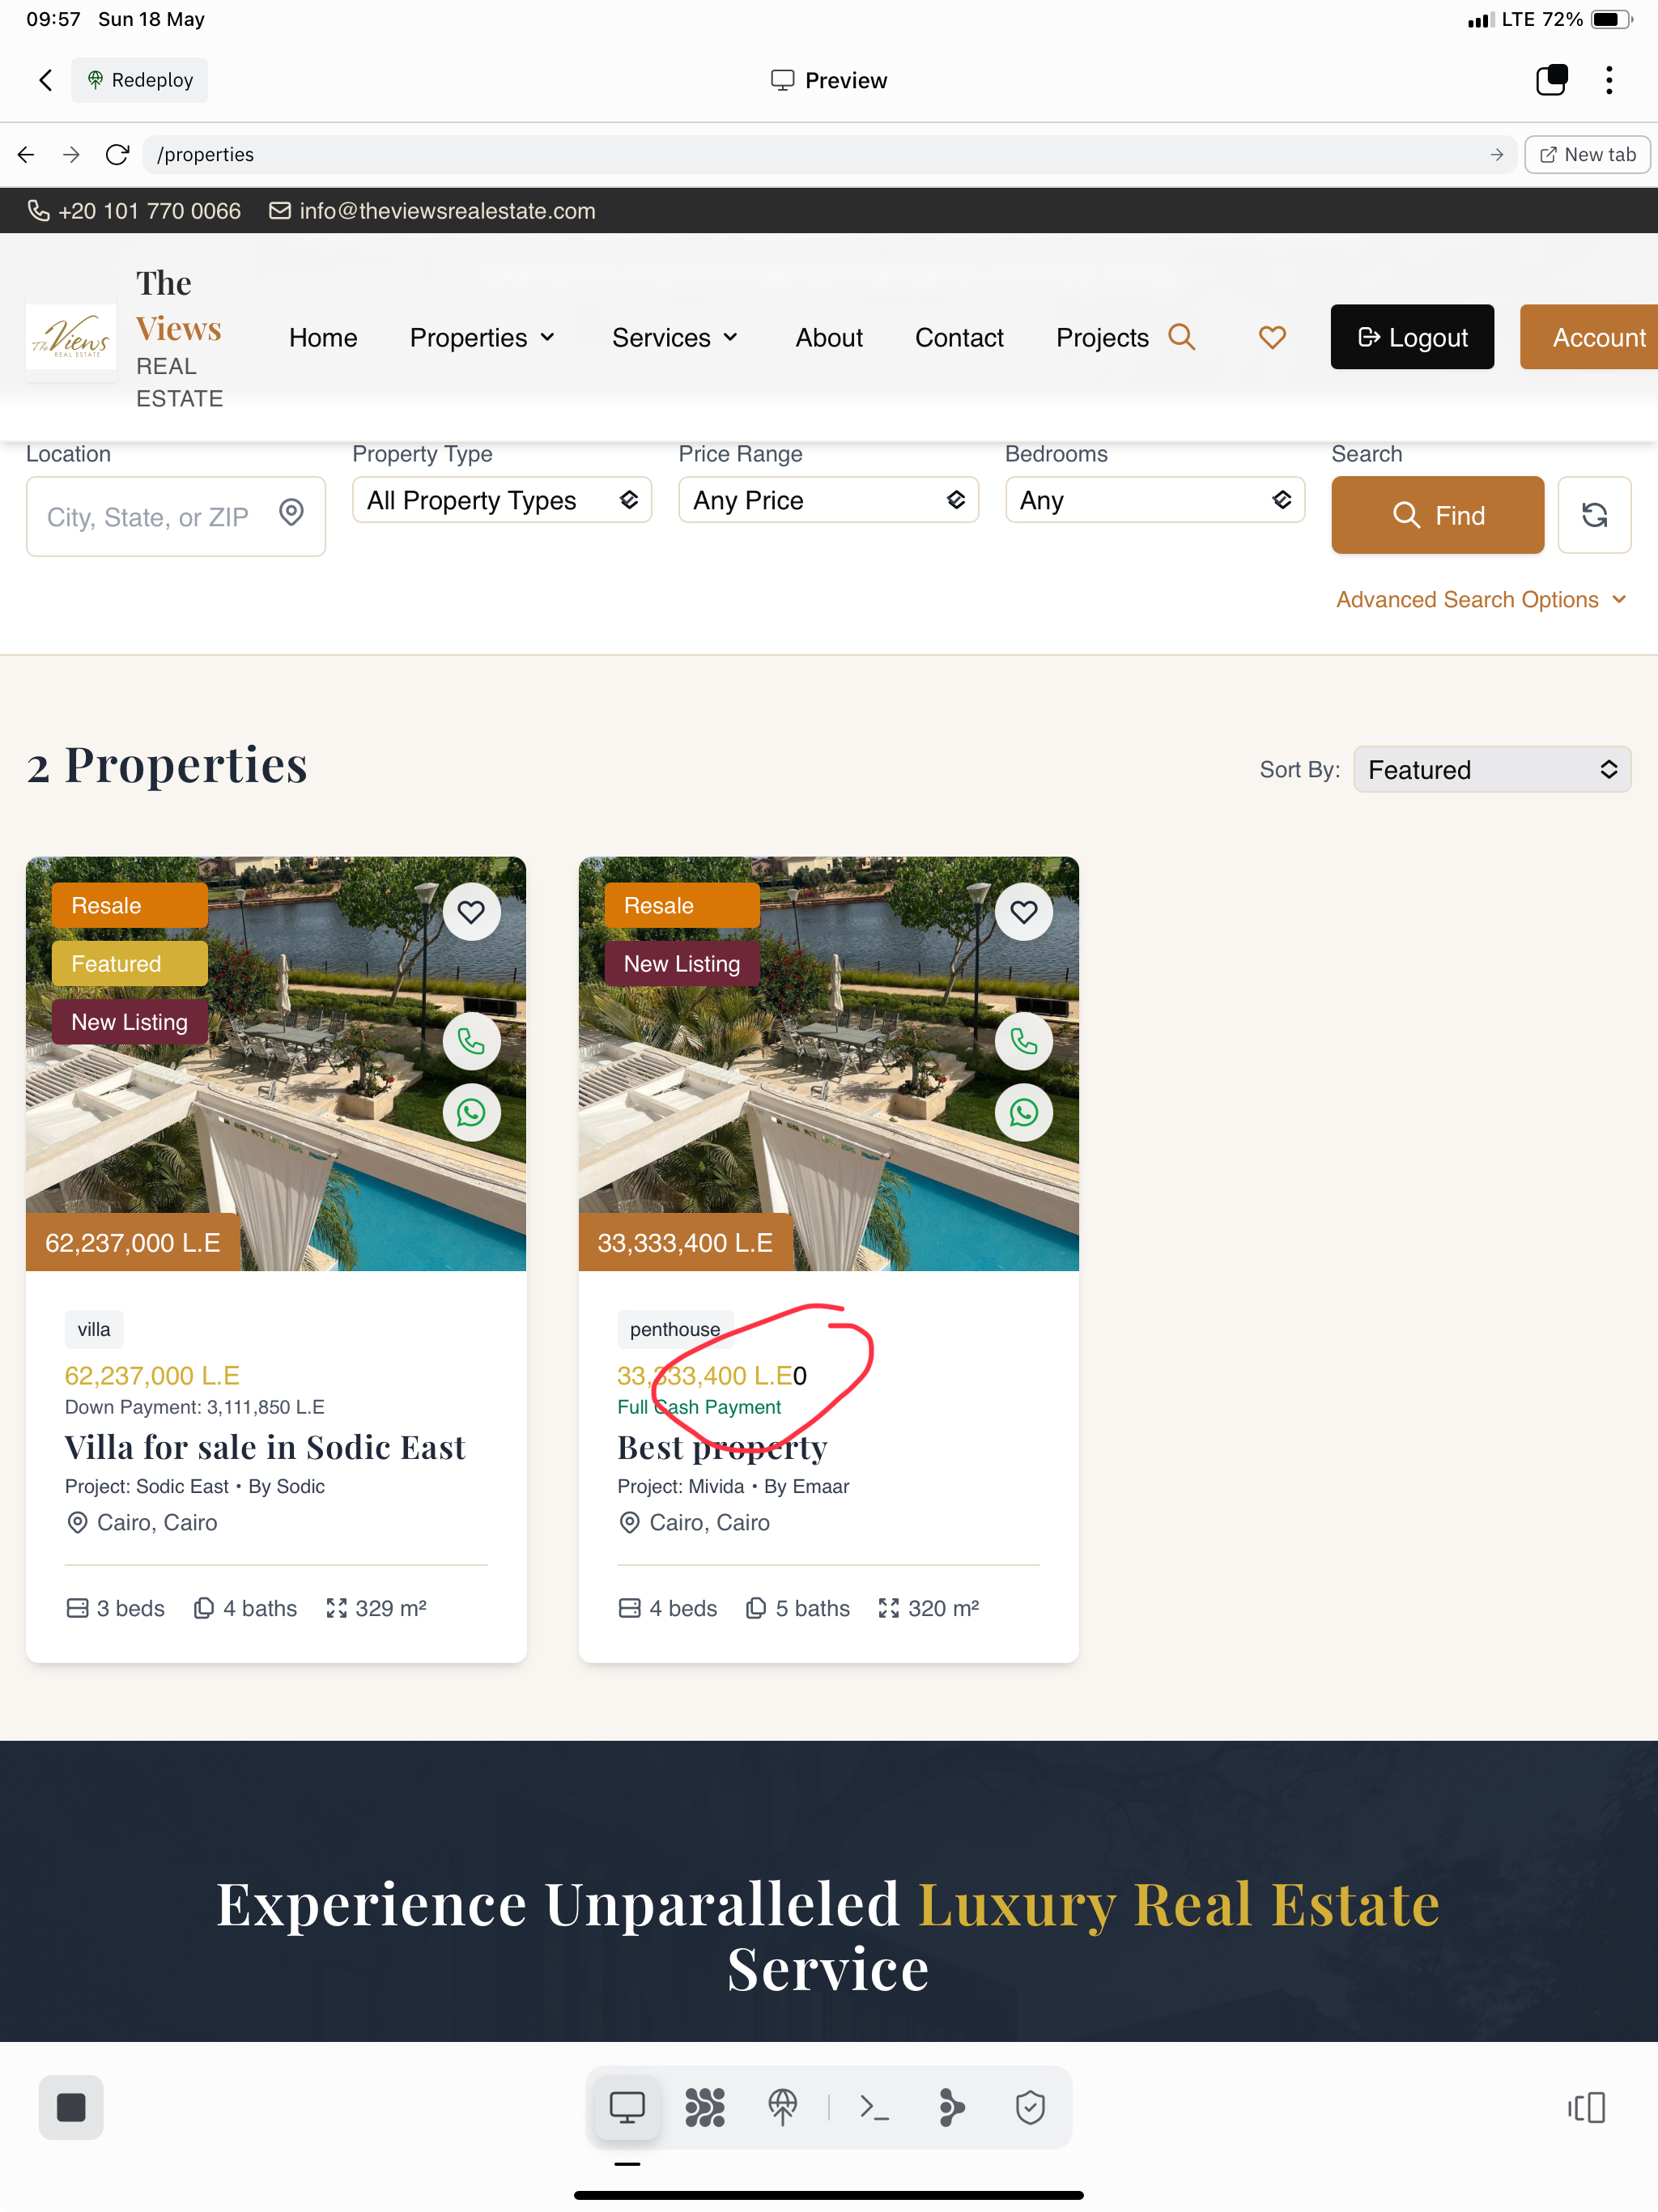 09:57 Sun 18 May
LTE 72%
Redeploy
Preview
/properties
New tab
+20 101 770 0066 info@theviewsrealestate.com
The Views REAL ESTATE
The
Views
REAL
ESTATE
Home Properties Services About Contact Projects Logout Account
Location Property Type Price Range Bedrooms Search
City, State, or ZIP All Property Types Any Price Any Find
Advanced Search Options
2 Properties
Sort By: Featured
Resale
Featured
New Listing
62,237,000 L.E
villa
62,237,000 L.E
Down Payment: 3,111,850 L.E
Villa for sale in Sodic East
Project: Sodic East • By Sodic
Cairo, Cairo
3 beds 4 baths 329 m²
Resale
New Listing
33,333,400 L.E
penthouse
33,333,400 L.E0
Full Cash Payment
Best property
Project: Mivida • By Emaar
Cairo, Cairo
4 beds 5 baths 320 m²
Experience Unparalleled Luxury Real Estate
Service